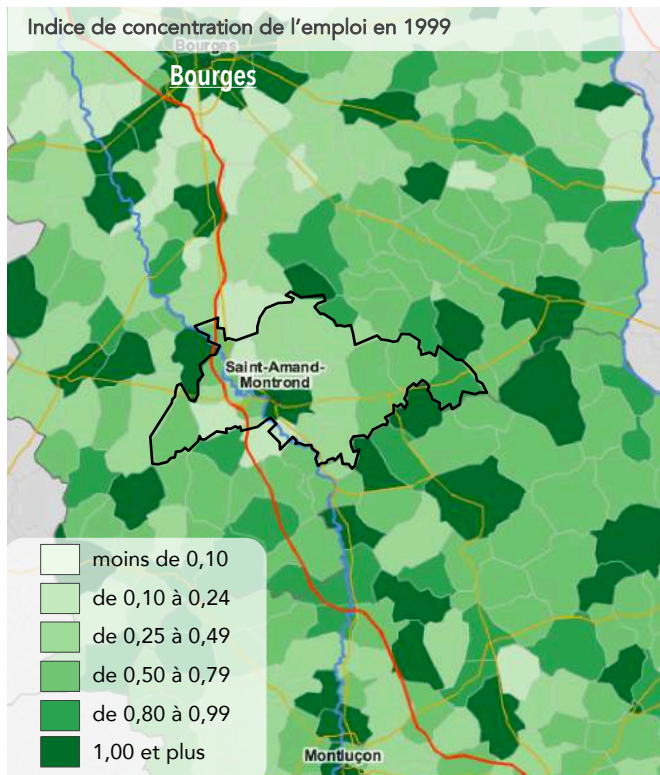 Indice de concentration de l'emploi en 1999
Bourges
Bourges
Saint-Amand-
Montrond
moins de 0,10
de 0,10 à 0,24
de 0,25 à 0,49
de 0,50 à 0,79
de 0,80 à 0,99
1,00 et plus
Montluçon